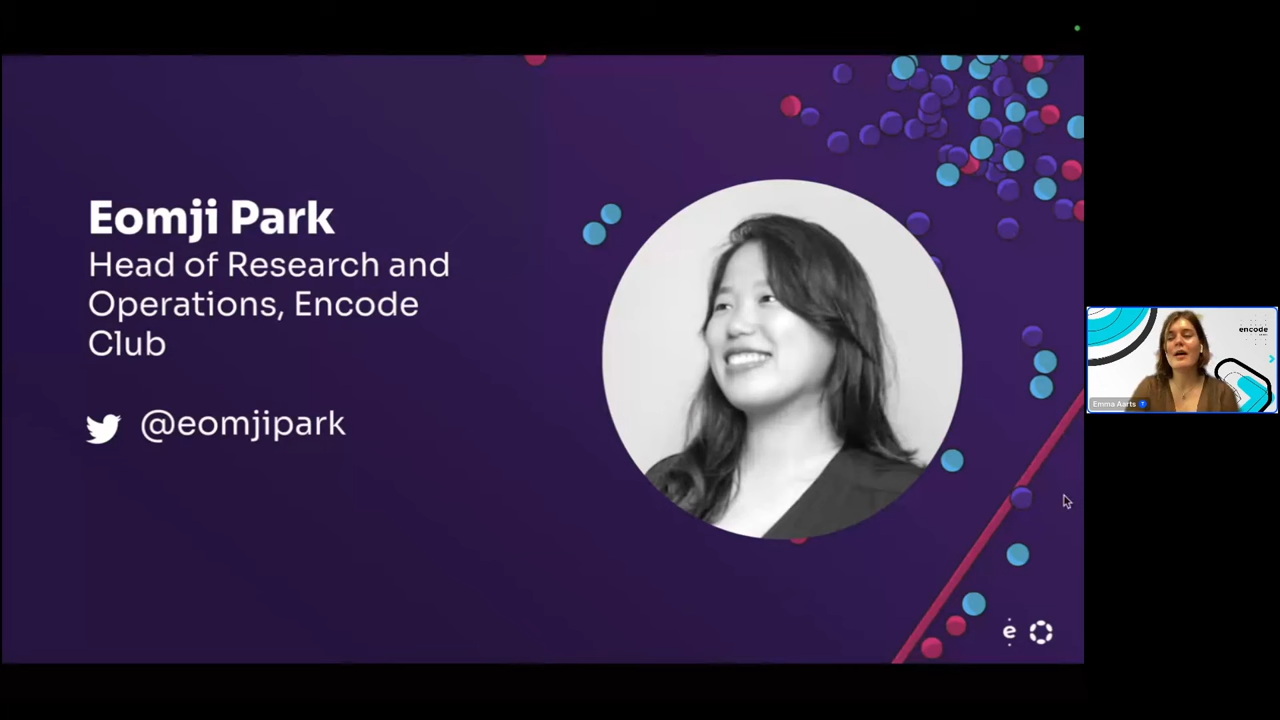 Eomji Park
Head of Research and
Operations, Encode
Club
@eomjipark
encode
Emma Aarts
e